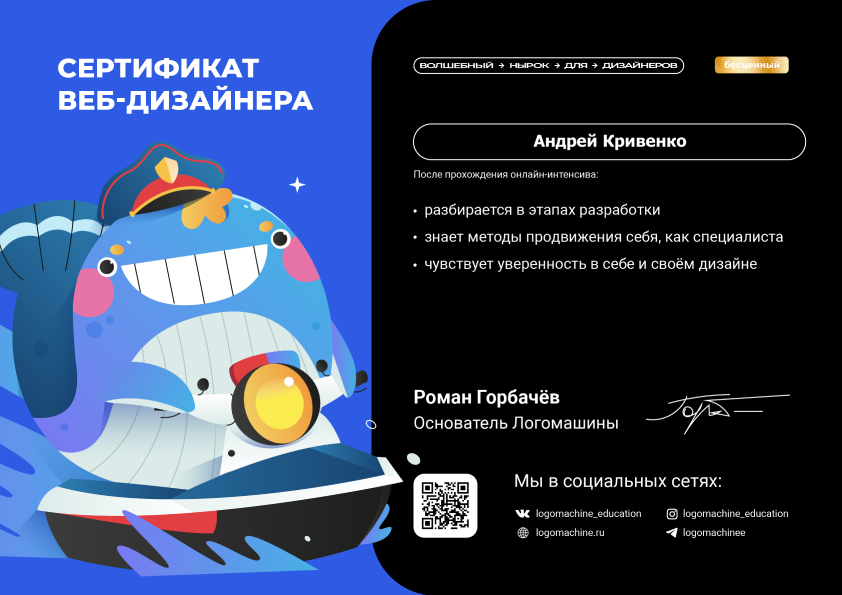 СЕРТИФИКАТ
ВЕБ-ДИЗАЙНЕРА
ВОЛШЕБНЫЙ → НЫРОК → ДЛЯ → ДИЗАЙНЕРОВ
бесценный
Андрей Кривенко
После прохождения онлайн-интенсива:
• разбирается в этапах разработки
• знает методы продвижения себя, как специалиста
• чувствует уверенность в себе и своём дизайне
Роман Горбачёв
Основатель Логомашины
Мы в социальных сетях:
logomachine_education
logomachine_education
logomachine.ru
logomachinee